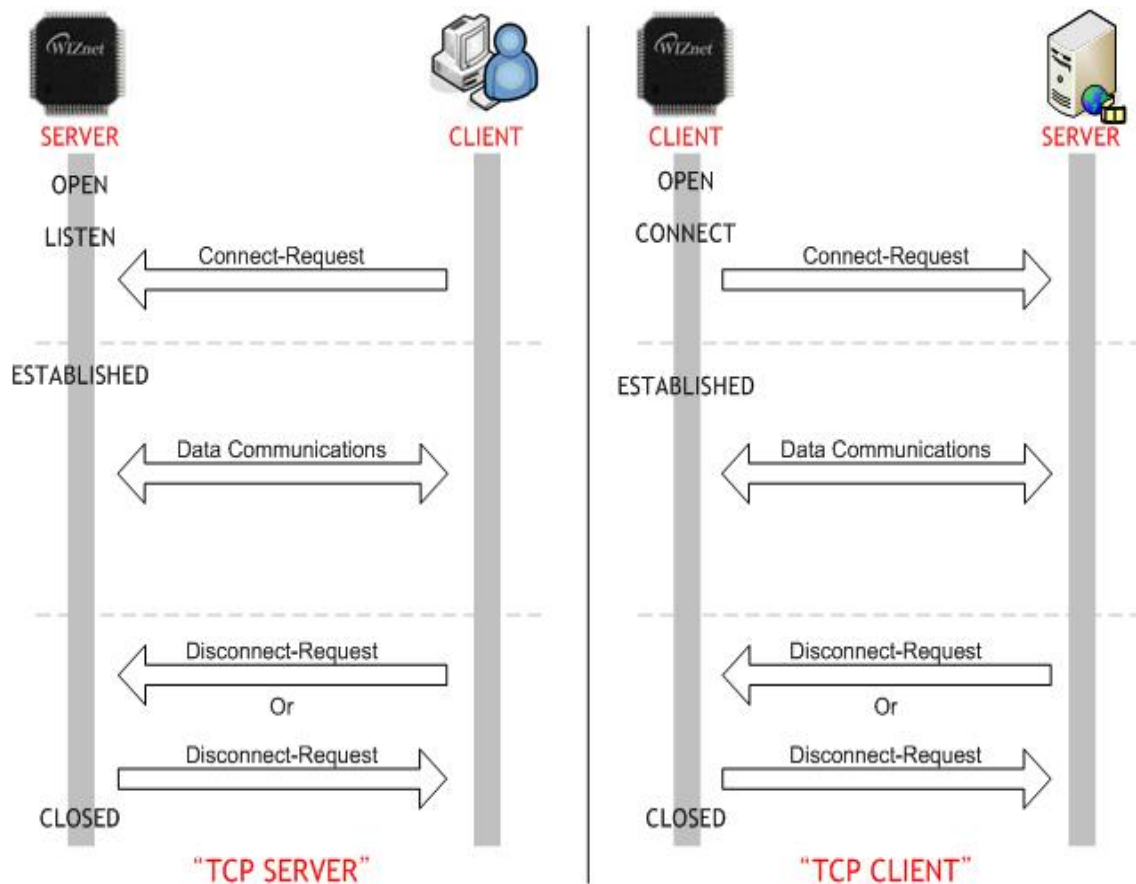 WIZnet
SERVER
CLIENT
OPEN
LISTEN
Connect-Request
ESTABLISHED
Data Communications
Disconnect-Request
Or
Disconnect-Request
CLOSED
“TCP SERVER”
WIZnet
CLIENT
SERVER
OPEN
CONNECT
Connect-Request
ESTABLISHED
Data Communications
Disconnect-Request
Or
Disconnect-Request
CLOSED
“TCP CLIENT”